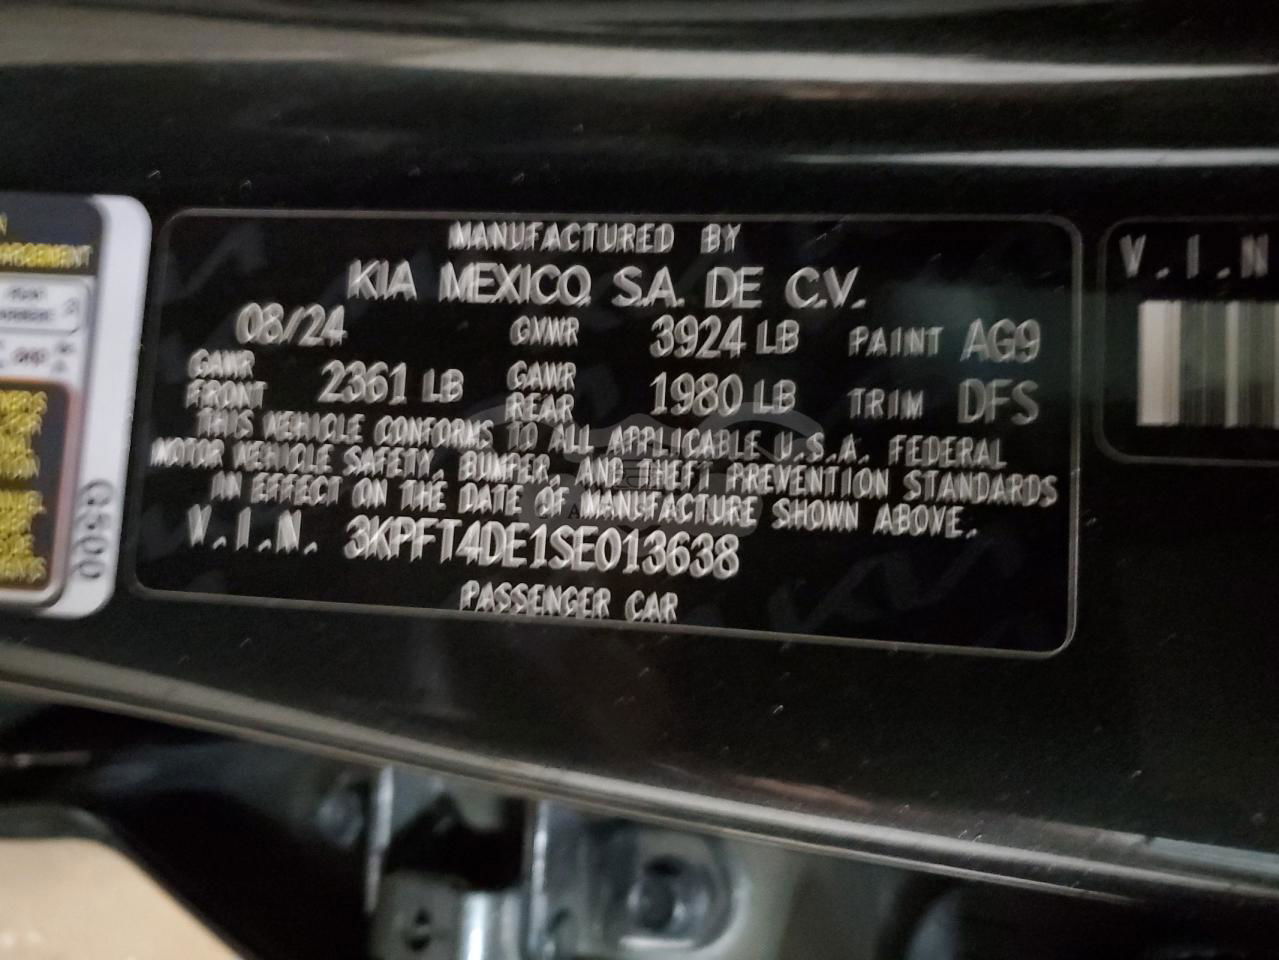 MANUFACTURED BY
KIA MEXICO, S.A. DE C.V.
08/24 GVWR 3924 LB PAINT AG9
GAWR FRONT 2361 LB GAWR REAR 1980 LB TRIM DFS
THIS VEHICLE CONFORMS TO ALL APPLICABLE U.S.A. FEDERAL
MOTOR VEHICLE SAFETY, BUMPER, AND THEFT PREVENTION STANDARDS
IN EFFECT ON THE DATE OF MANUFACTURE SHOWN ABOVE.
V.I.N. 3KPFT4DE1SE013638
PASSENGER CAR
V.I.N
G500